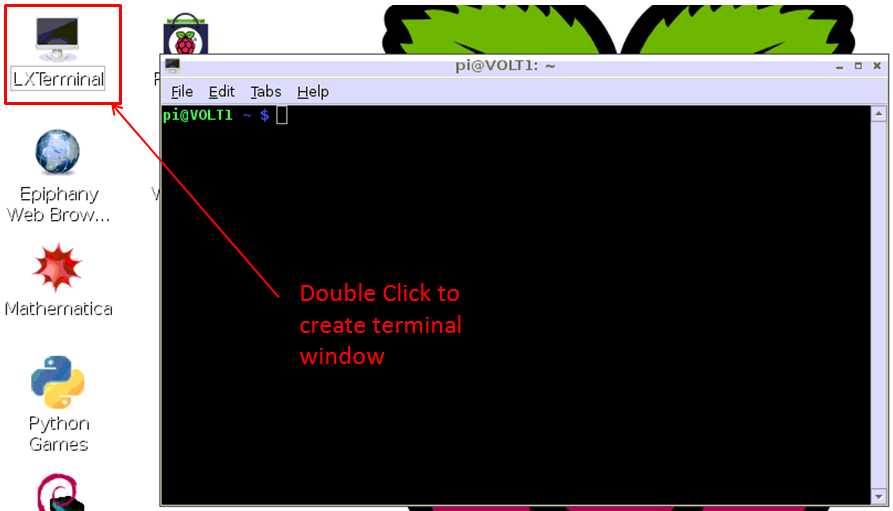 LXTerminal
pi@VOLT1: ~
File Edit Tabs Help
pi@VOLT1 ~ $
Epiphany
Web Brow...
Mathematica
Double Click to
create terminal
window
Python
Games